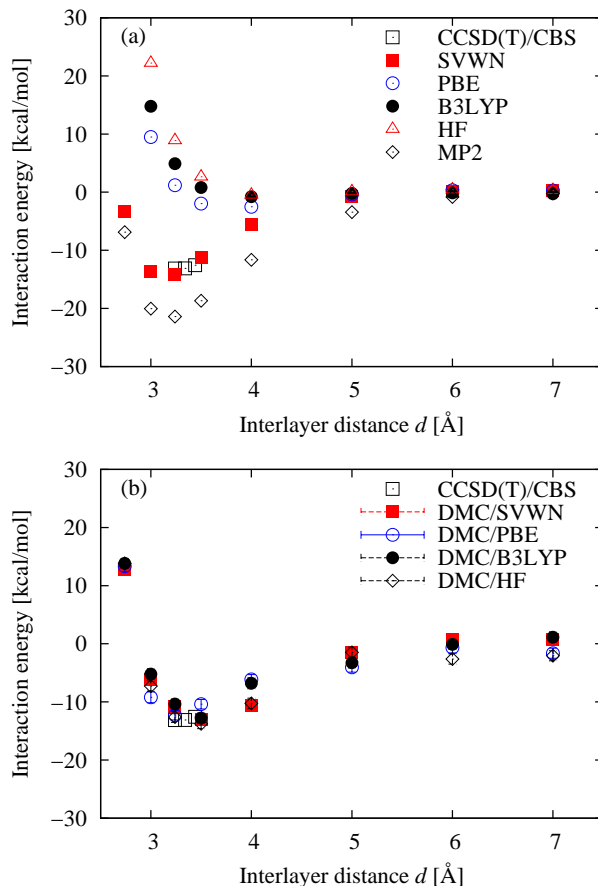 (a)
CCSD(T)/CBS
SVWN
PBE
B3LYP
HF
MP2
30
20
10
0
−10
−20
−30
Interaction energy [kcal/mol]
3 4 5 6 7
Interlayer distance d [Å]
(b)
CCSD(T)/CBS
DMC/SVWN
DMC/PBE
DMC/B3LYP
DMC/HF
30
20
10
0
−10
−20
−30
Interaction energy [kcal/mol]
3 4 5 6 7
Interlayer distance d [Å]